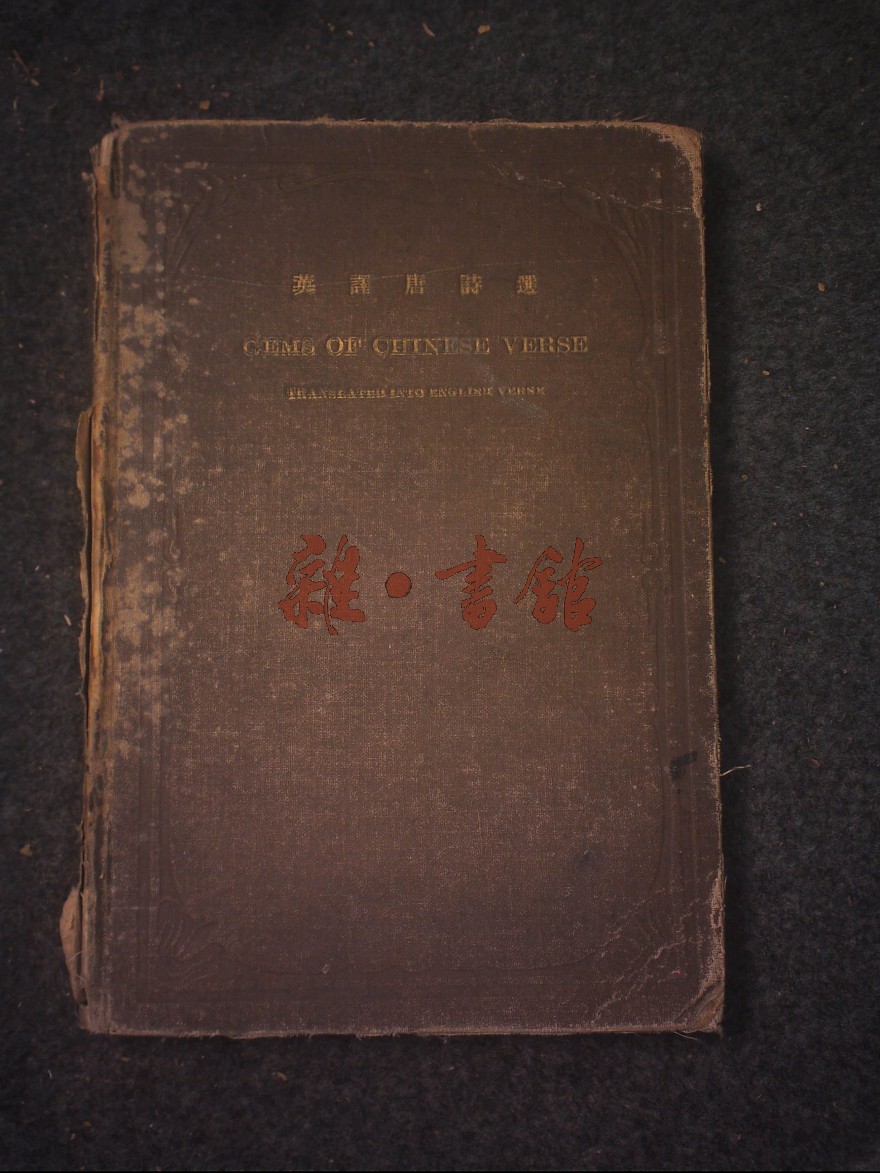 英譯唐詩選
GEMS OF CHINESE VERSE
TRANSLATED INTO ENGLISH VERSE
雜·書館